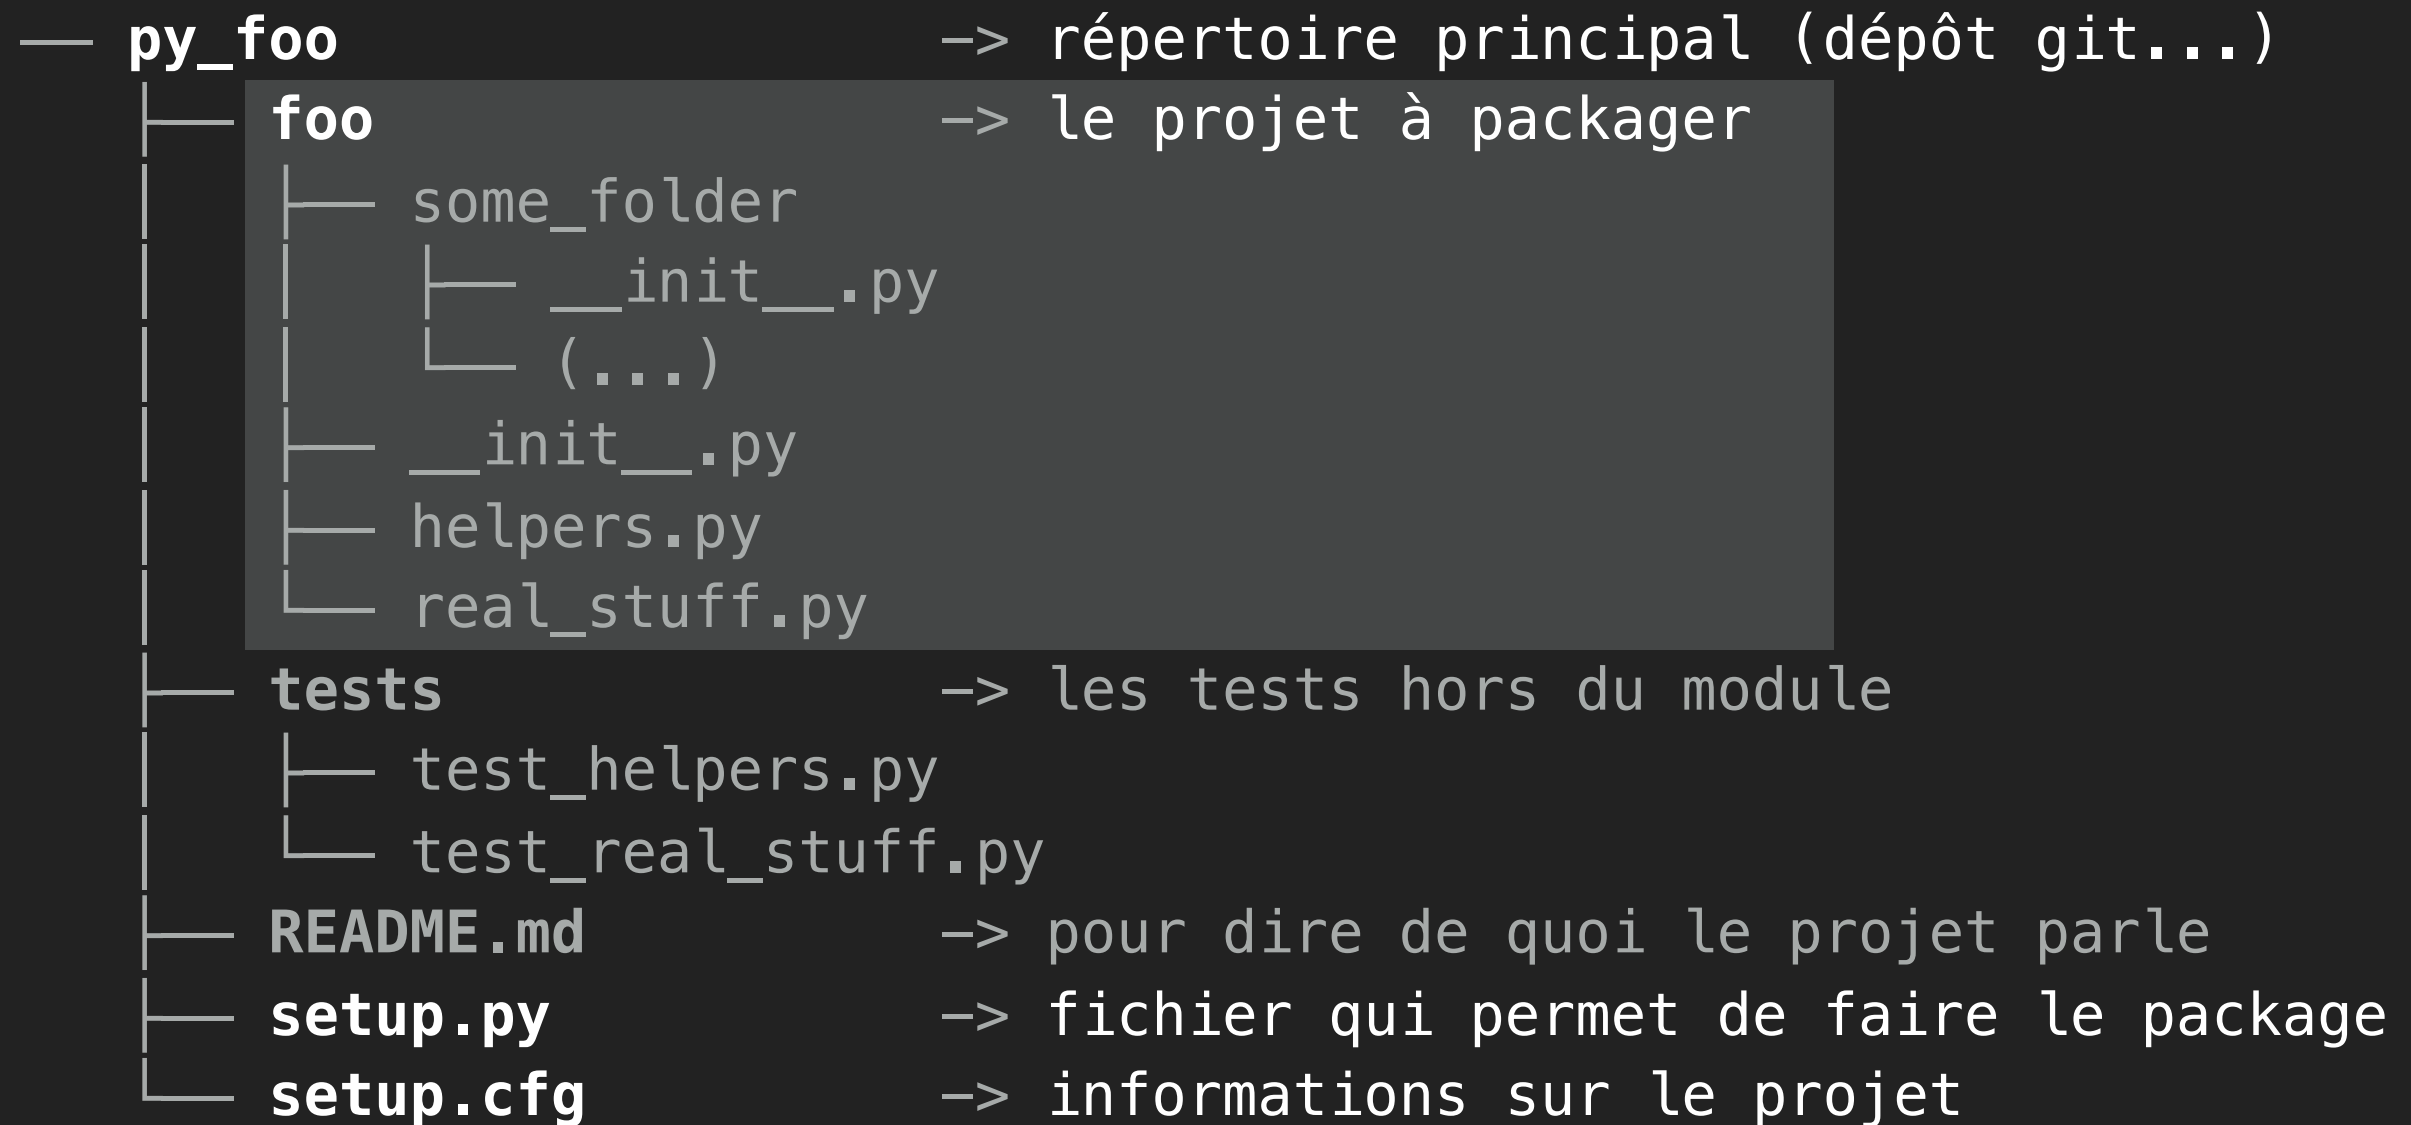 ── py_foo                 —> répertoire principal (dépôt git...)
   ├── foo                —> le projet à packager
   │   ├── some_folder
   │   │   ├── __init__.py
   │   │   └── (...)
   │   ├── __init__.py
   │   ├── helpers.py
   │   └── real_stuff.py
   ├── tests              —> les tests hors du module
   │   ├── test_helpers.py
   │   └── test_real_stuff.py
   ├── README.md          —> pour dire de quoi le projet parle
   ├── setup.py           —> fichier qui permet de faire le package
   └── setup.cfg          —> informations sur le projet